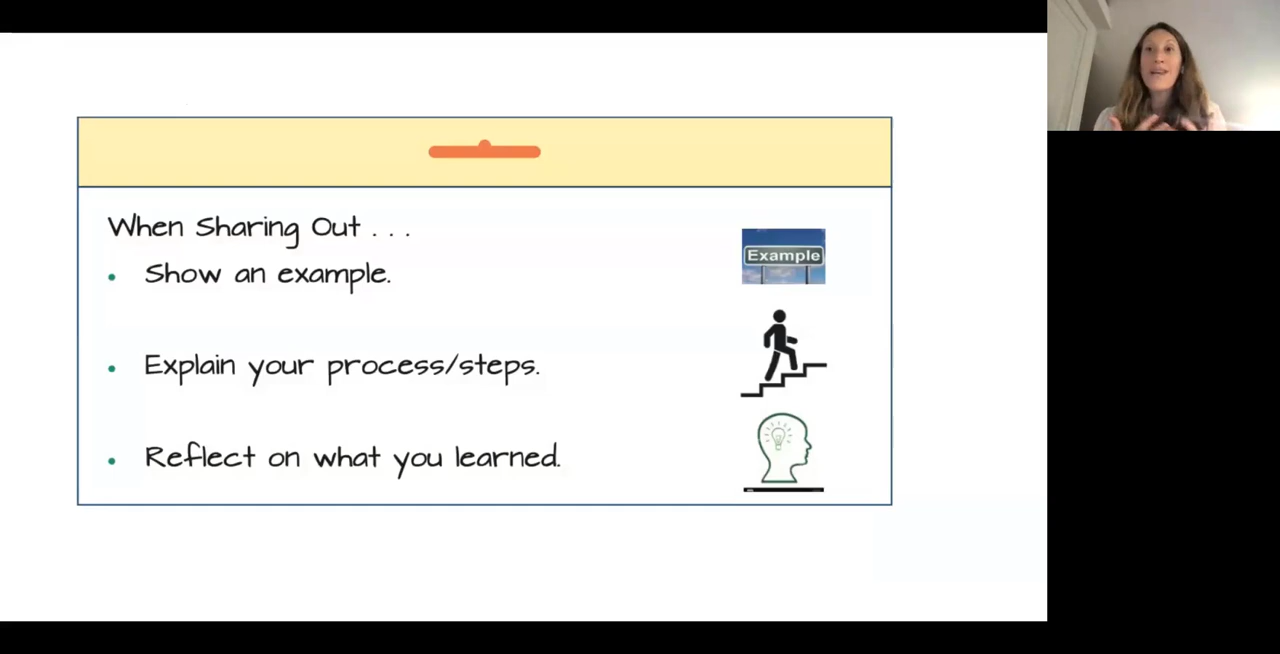 When Sharing Out . . .
• Show an example.
Example
• Explain your process/steps.
• Reflect on what you learned.